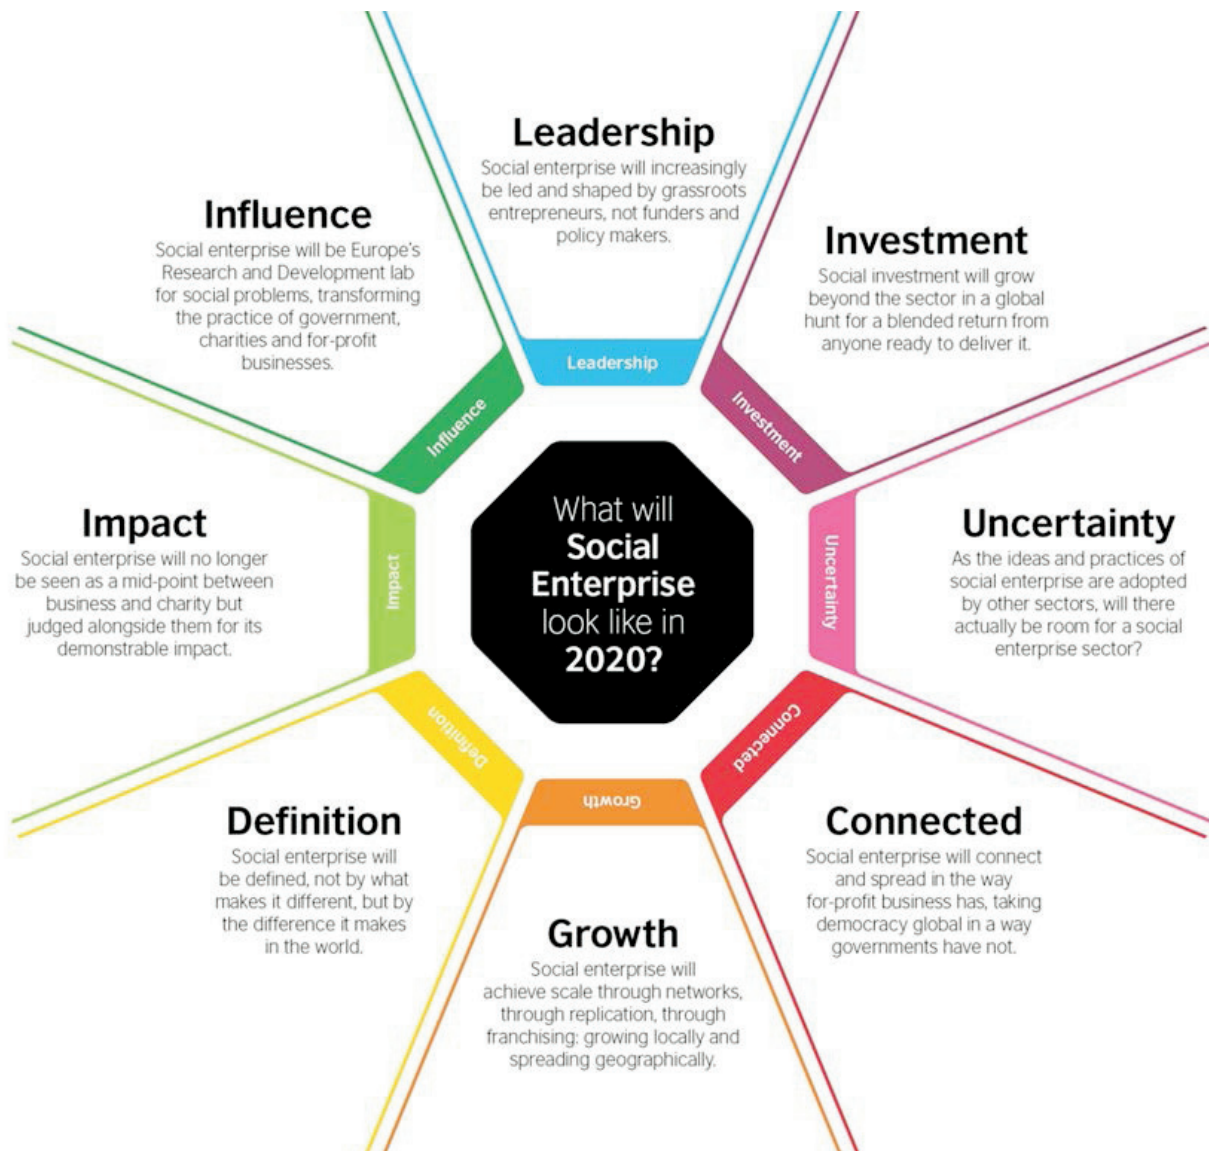 Leadership
Social enterprise will increasingly
be led and shaped by grassroots
entrepreneurs, not funders and
policy makers.
Influence
Social enterprise will be Europe's
Research and Development lab
for social problems, transforming
the practice of government,
charities and for-profit
businesses.
Investment
Social investment will grow
beyond the sector in a global
hunt for a blended return from
anyone ready to deliver it.
Leadership
Influence
Investment
Impact
Social enterprise will no longer
be seen as a mid-point between
business and charity but
judged alongside them for its
demonstrable impact.
Impact
What will
Social
Enterprise
look like in
2020?
Uncertainty
Uncertainty
As the ideas and practices of
social enterprise are adopted
by other sectors, will there
actually be room for a social
enterprise sector?
Definition
Growth
Connected
Definition
Social enterprise will
be defined, not by what
makes it different, but by
the difference it makes
in the world.
Connected
Social enterprise will connect
and spread in the way
for-profit business has, taking
democracy global in a way
governments have not.
Growth
Social enterprise will
achieve scale through networks,
through replication, through
franchising: growing locally and
spreading geographically.